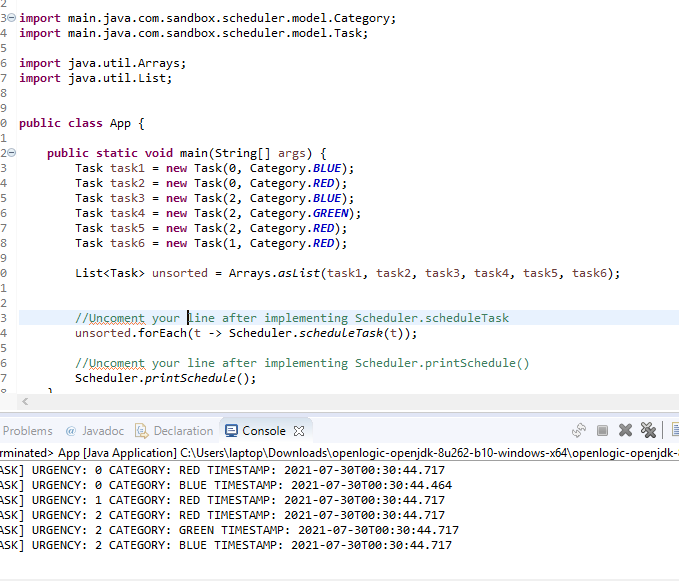 2
3 import main.java.com.sandbox.scheduler.model.Category;
4 import main.java.com.sandbox.scheduler.model.Task;
5
6 import java.util.Arrays;
7 import java.util.List;
8
9
0 public class App {
1
2 public static void main(String[] args) {
3 Task task1 = new Task(0, Category.BLUE);
4 Task task2 = new Task(0, Category.RED);
5 Task task3 = new Task(2, Category.BLUE);
6 Task task4 = new Task(2, Category.GREEN);
7 Task task5 = new Task(2, Category.RED);
8 Task task6 = new Task(1, Category.RED);
9
0 List<Task> unsorted = Arrays.asList(task1, task2, task3, task4, task5, task6);
1
2
3 //Uncoment your line after implementing Scheduler.scheduleTask
4 unsorted.forEach(t -> Scheduler.scheduleTask(t));
5
6 //Uncoment your line after implementing Scheduler.printSchedule()
7 Scheduler.printSchedule();
8 }
Problems @ Javadoc Declaration Console
rminated> App [Java Application] C:\Users\laptop\Downloads\openlogic-openjdk-8u262-b10-windows-x64\openlogic-openjdk-8
ASK] URGENCY: 0 CATEGORY: RED TIMESTAMP: 2021-07-30T00:30:44.717
ASK] URGENCY: 0 CATEGORY: BLUE TIMESTAMP: 2021-07-30T00:30:44.464
ASK] URGENCY: 1 CATEGORY: RED TIMESTAMP: 2021-07-30T00:30:44.717
ASK] URGENCY: 2 CATEGORY: RED TIMESTAMP: 2021-07-30T00:30:44.717
ASK] URGENCY: 2 CATEGORY: GREEN TIMESTAMP: 2021-07-30T00:30:44.717
ASK] URGENCY: 2 CATEGORY: BLUE TIMESTAMP: 2021-07-30T00:30:44.717